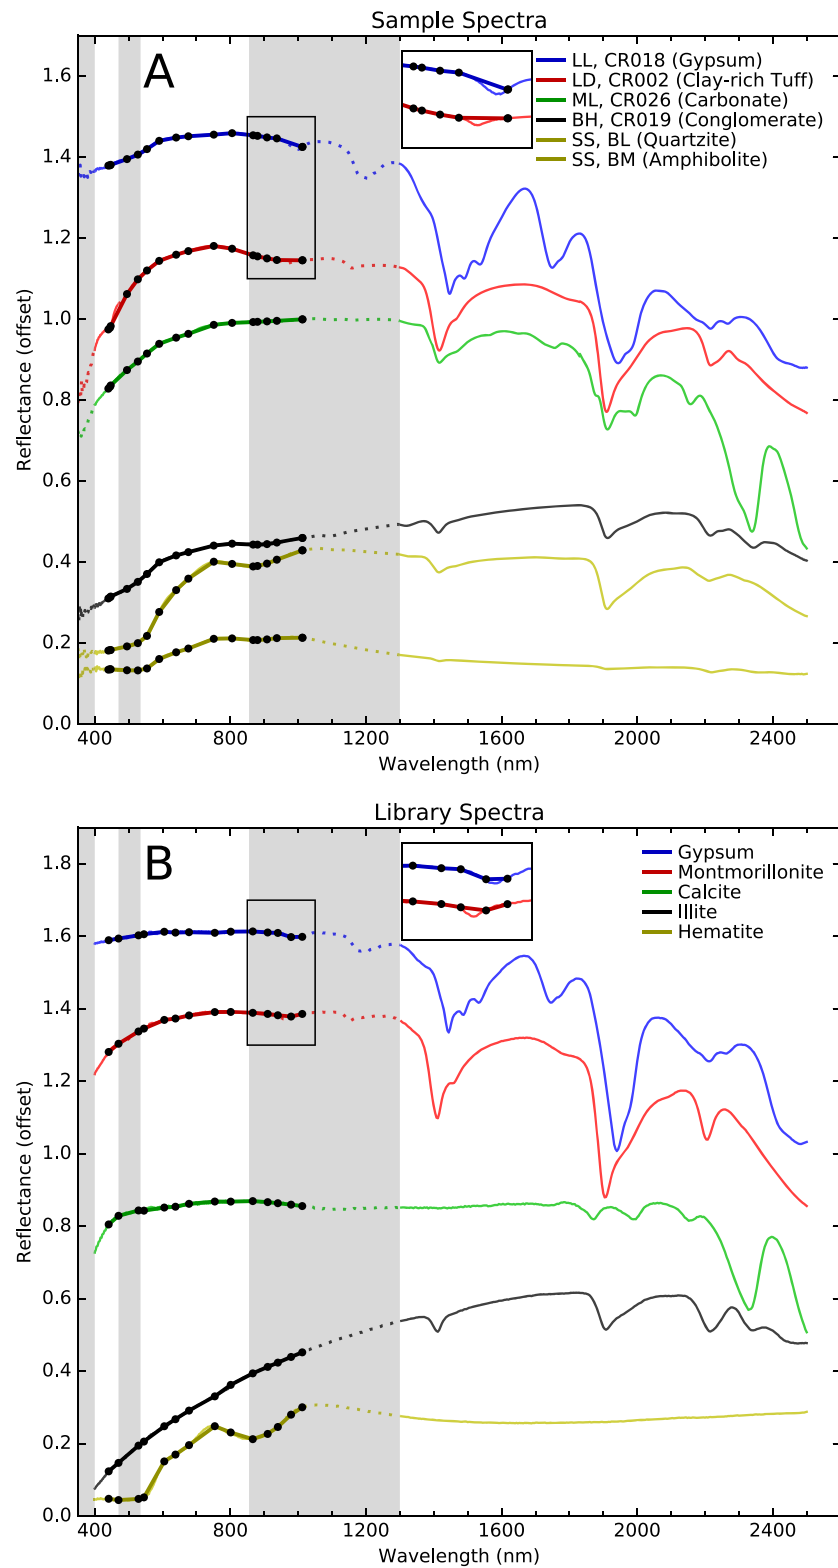 Sample Spectra
A
LL, CR018 (Gypsum)
LD, CR002 (Clay-rich Tuff)
ML, CR026 (Carbonate)
BH, CR019 (Conglomerate)
SS, BL (Quartzite)
SS, BM (Amphibolite)
1.6
1.4
1.2
1.0
0.8
0.6
0.4
0.2
0.0
Reflectance (offset)
400 800 1200 1600 2000 2400
Wavelength (nm)
Library Spectra
B
Gypsum
Montmorillonite
Calcite
Illite
Hematite
1.8
1.6
1.4
1.2
1.0
0.8
0.6
0.4
0.2
0.0
Reflectance (offset)
400 800 1200 1600 2000 2400
Wavelength (nm)